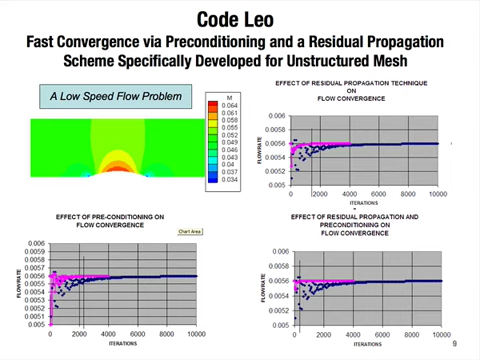 Code Leo
Fast Convergence via Preconditioning and a Residual Propagation
Scheme Specifically Developed for Unstructured Mesh
A Low Speed Flow Problem
M
0.064
0.061
0.058
0.055
0.052
0.049
0.046
0.043
0.04
0.037
0.034
EFFECT OF RESIDUAL PROPAGATION TECHNIQUE
ON
FLOW CONVERGENCE
FLOWRATE
0.006
0.0058
0.0056
0.0054
0.0052
0.005
0 2000 4000 6000 8000 10000
ITERATIONS
EFFECT OF PRE-CONDITIONING ON
FLOW CONVERGENCE
Chart Area
FLOWRATE
0.006
0.0059
0.0058
0.0057
0.0056
0.0055
0.0054
0.0053
0.0052
0.0051
0.005
0 2000 4000 6000 8000 10000
ITERATIONS
EFFECT OF RESIDUAL PROPAGATION AND
PRECONDITIONING ON
FLOW CONVERGENCE
FLOWRATE
0.006
0.0058
0.0056
0.0054
0.0052
0.005
0 2000 4000 6000 8000 10000
ITERATIONS
9